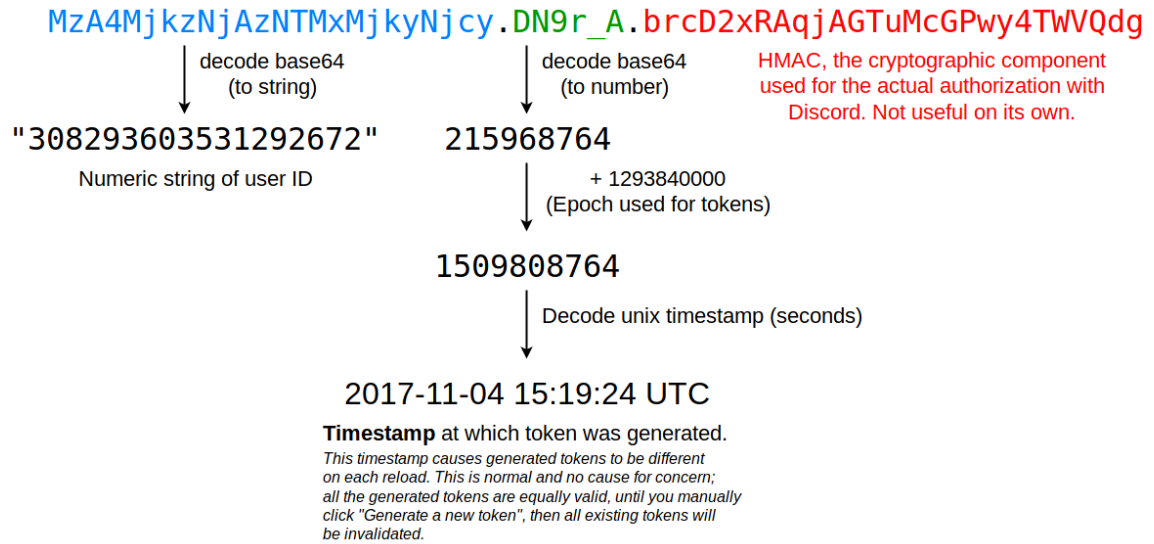 MzA4MjkzNjAzNTMxMjkyNjcy.DN9r_A.brcD2xRAqjAGTuMcGPwy4TWVQdg
decode base64
(to string)
decode base64
(to number)
HMAC, the cryptographic component
used for the actual authorization with
Discord. Not useful on its own.
"308293603531292672"
215968764
Numeric string of user ID
+ 1293840000
(Epoch used for tokens)
1509808764
Decode unix timestamp (seconds)
2017-11-04 15:19:24 UTC
Timestamp at which token was generated.
This timestamp causes generated tokens to be different
on each reload. This is normal and no cause for concern;
all the generated tokens are equally valid, until you manually
click "Generate a new token", then all existing tokens will
be invalidated.